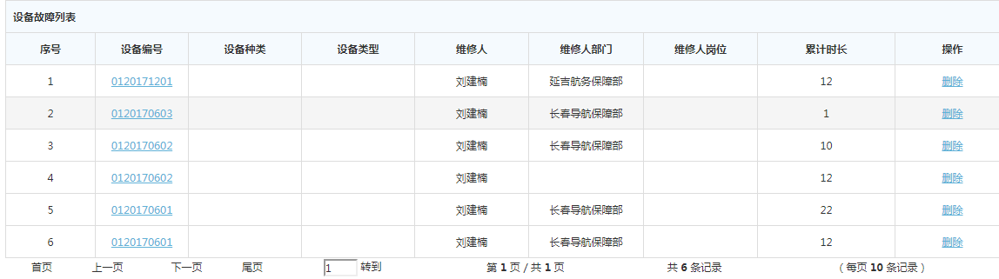 设备故障列表
序号 设备编号 设备种类 设备类型 维修人 维修人部门 维修人岗位 累计时长 操作
1 0120171201 刘建楠 延吉航务保障部 12 删除
2 0120170603 刘建楠 长春导航保障部 1 删除
3 0120170602 刘建楠 长春导航保障部 10 删除
4 0120170602 刘建楠 12 删除
5 0120170601 刘建楠 长春导航保障部 22 删除
6 0120170601 刘建楠 长春导航保障部 12 删除
首页 上一页 下一页 尾页 1 转到 第 1 页 / 共 1 页 共 6 条记录 （ 每页 10 条记录 ）